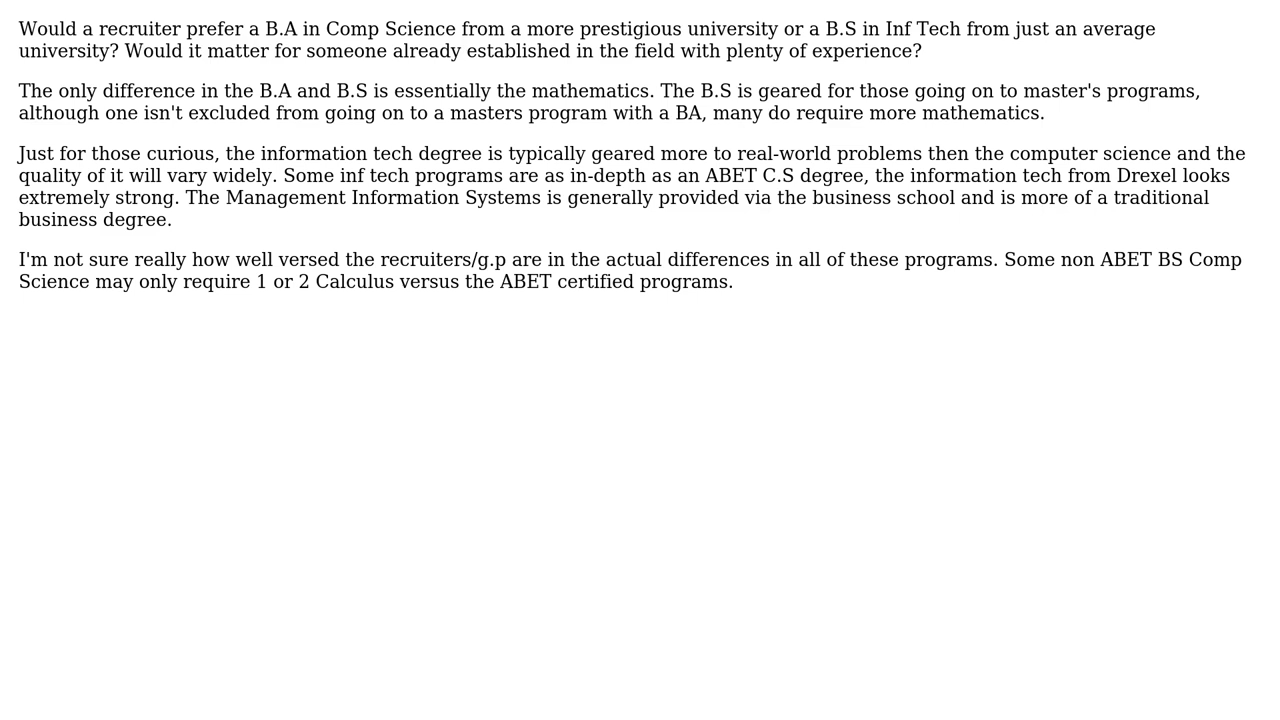 Would a recruiter prefer a B.A in Comp Science from a more prestigious university or a B.S in Inf Tech from just an average
university? Would it matter for someone already established in the field with plenty of experience?
The only difference in the B.A and B.S is essentially the mathematics. The B.S is geared for those going on to master's programs,
although one isn't excluded from going on to a masters program with a BA, many do require more mathematics.
Just for those curious, the information tech degree is typically geared more to real-world problems then the computer science and the
quality of it will vary widely. Some inf tech programs are as in-depth as an ABET C.S degree, the information tech from Drexel looks
extremely strong. The Management Information Systems is generally provided via the business school and is more of a traditional
business degree.
I'm not sure really how well versed the recruiters/g.p are in the actual differences in all of these programs. Some non ABET BS Comp
Science may only require 1 or 2 Calculus versus the ABET certified programs.